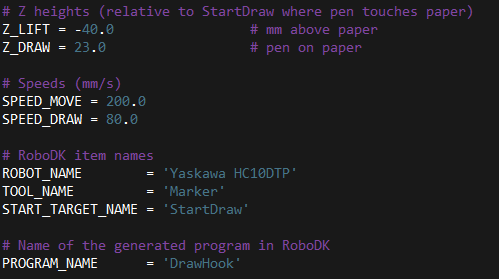 # Z heights (relative to StartDraw where pen touches paper)
Z_LIFT = -40.0                # mm above paper
Z_DRAW = 23.0                 # pen on paper

# Speeds (mm/s)
SPEED_MOVE = 200.0
SPEED_DRAW = 80.0

# RoboDK item names
ROBOT_NAME        = 'Yaskawa HC10DTP'
TOOL_NAME         = 'Marker'
START_TARGET_NAME = 'StartDraw'

# Name of the generated program in RoboDK
PROGRAM_NAME      = 'DrawHook'